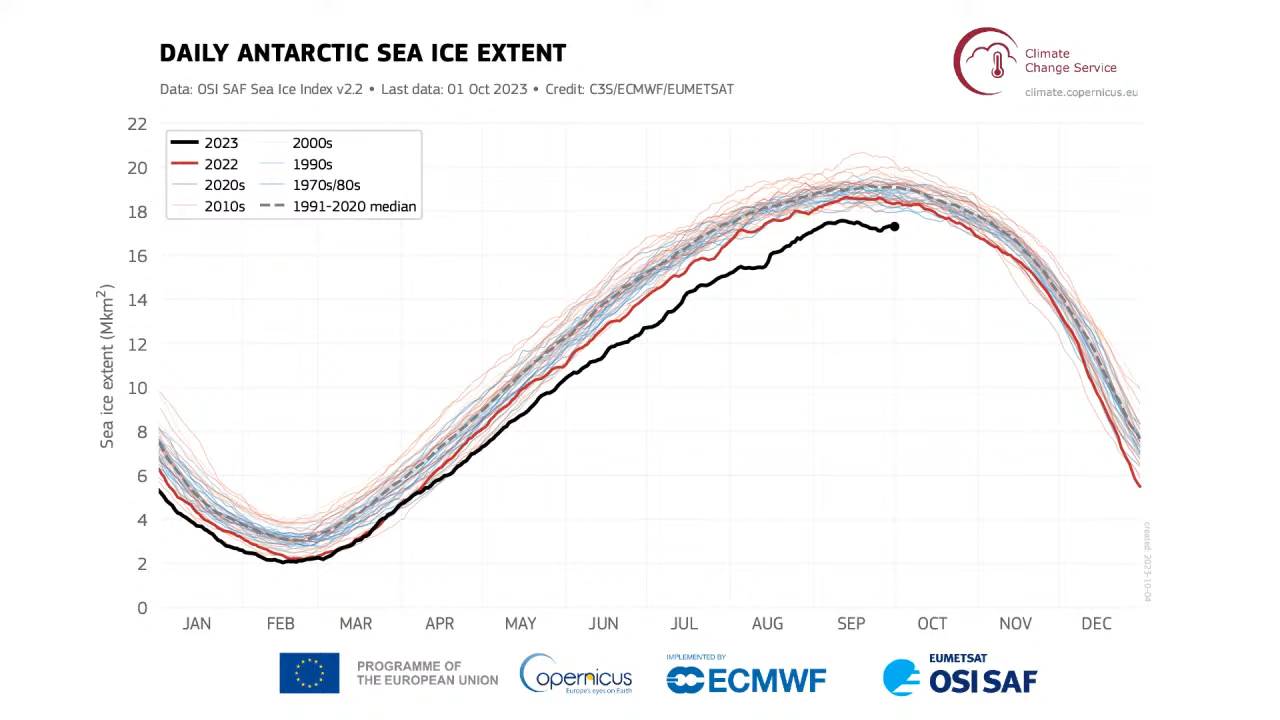 DAILY ANTARCTIC SEA ICE EXTENT
Data: OSI SAF Sea Ice Index v2.2 • Last data: 01 Oct 2023 • Credit: C3S/ECMWF/EUMETSAT
Climate
Change Service
climate.copernicus.eu
2023
2022
2020s
2010s
2000s
1990s
1970s/80s
1991-2020 median
Sea ice extent (Mkm²)
22
20
18
16
14
12
10
8
6
4
2
0
JAN FEB MAR APR MAY JUN JUL AUG SEP OCT NOV DEC
created: 2023-10-04
PROGRAMME OF
THE EUROPEAN UNION
opernicus
Europe's eyes on Earth
IMPLEMENTED BY
ECMWF
EUMETSAT
OSI SAF